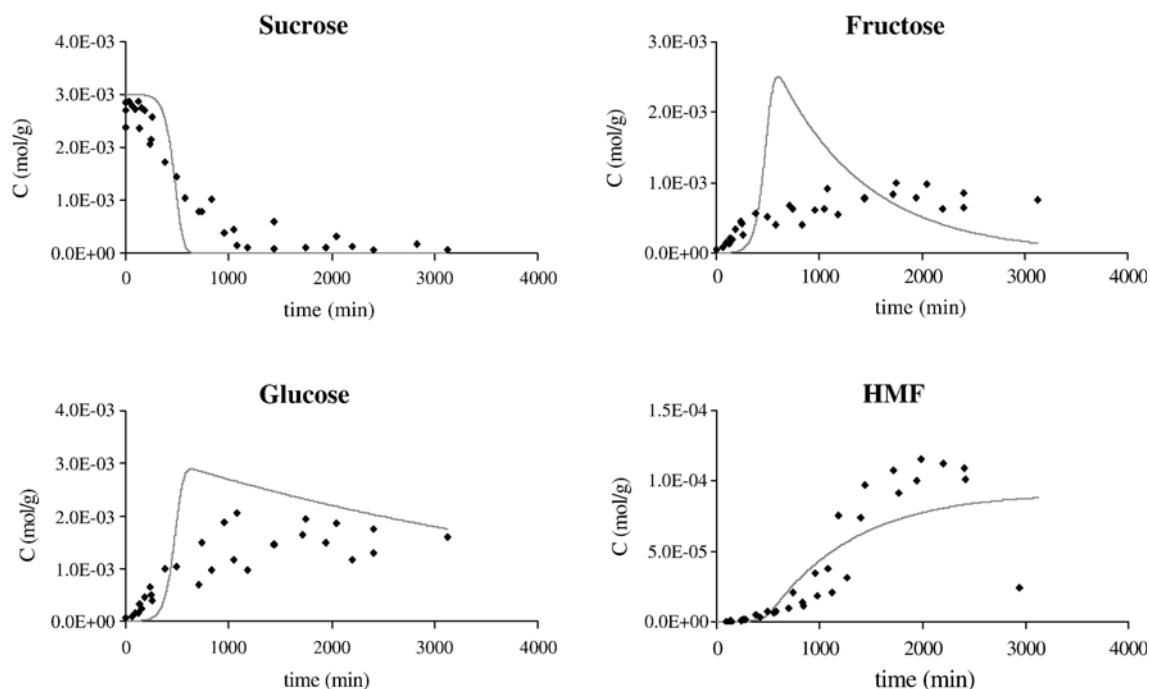 Sucrose
4.0E-03
3.0E-03
2.0E-03
1.0E-03
0.0E+00
C (mol/g)
0 1000 2000 3000 4000
time (min)
Fructose
3.0E-03
2.0E-03
1.0E-03
0.0E+00
C (mol/g)
0 1000 2000 3000 4000
time (min)
Glucose
4.0E-03
3.0E-03
2.0E-03
1.0E-03
0.0E+00
C (mol/g)
0 1000 2000 3000 4000
time (min)
HMF
1.5E-04
1.0E-04
5.0E-05
0.0E+00
C (mol/g)
0 1000 2000 3000 4000
time (min)